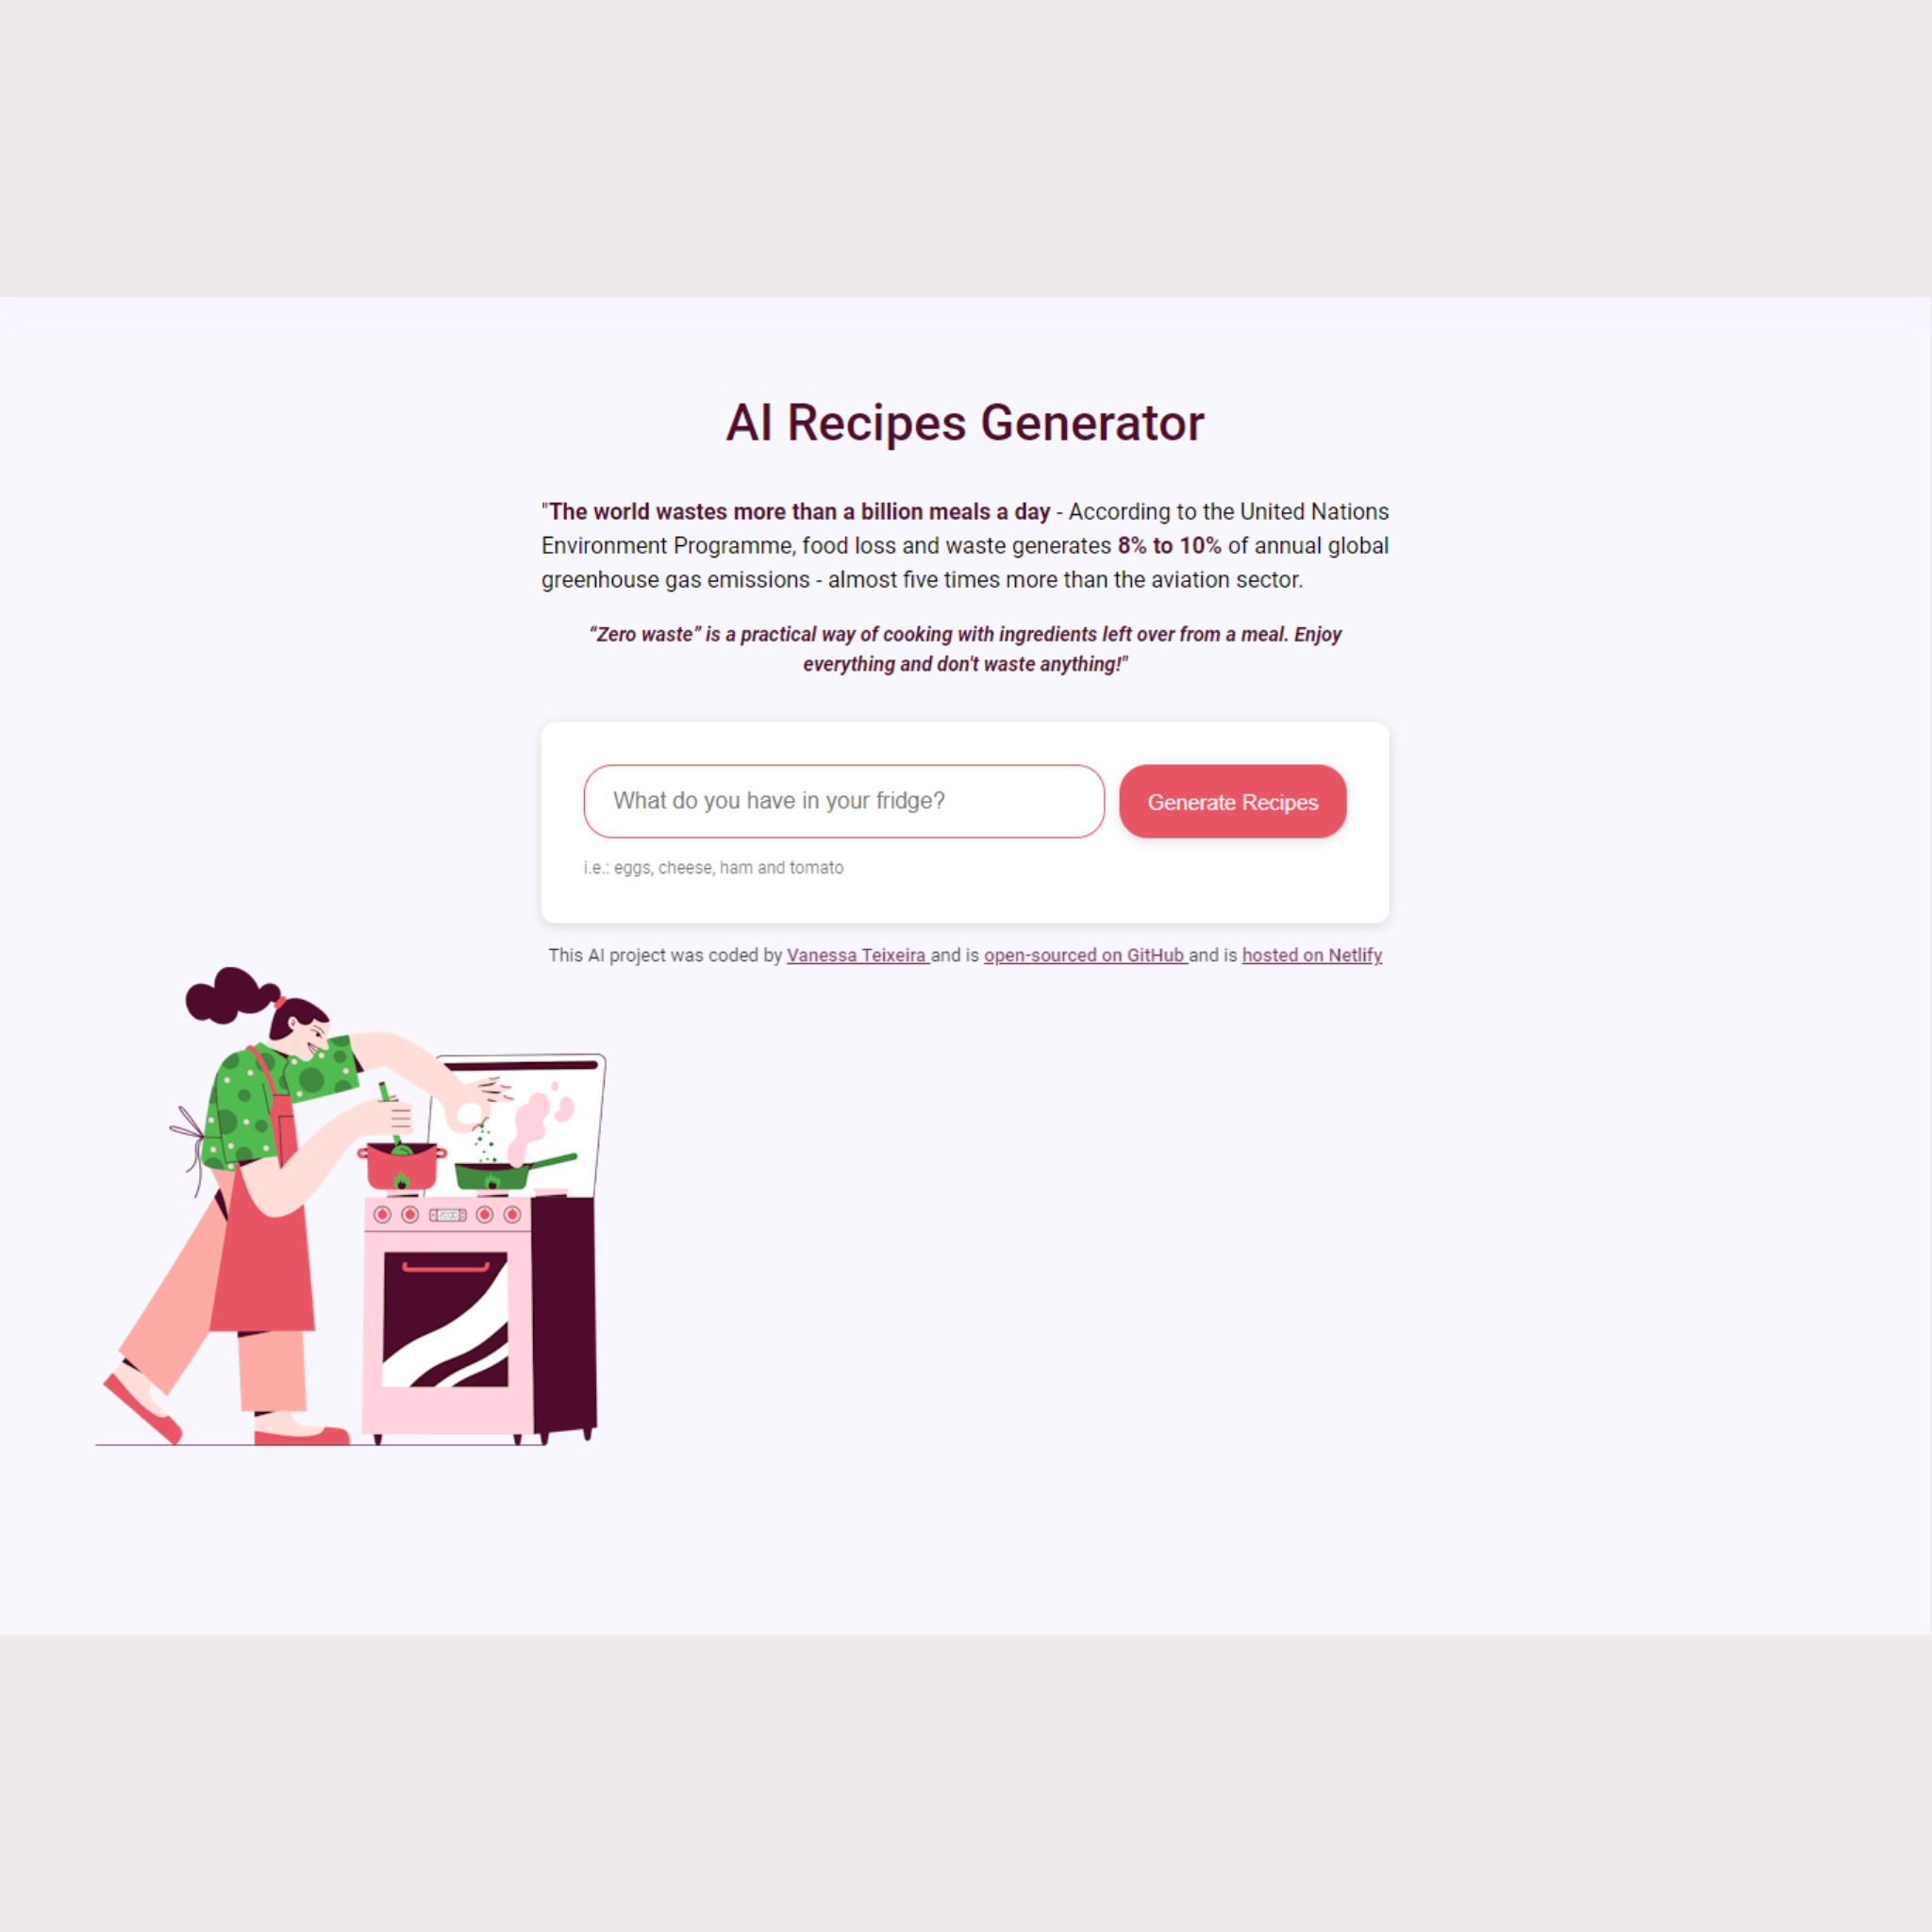 AI Recipes Generator
"The world wastes more than a billion meals a day - According to the United Nations
Environment Programme, food loss and waste generates 8% to 10% of annual global
greenhouse gas emissions - almost five times more than the aviation sector.
“Zero waste” is a practical way of cooking with ingredients left over from a meal. Enjoy
everything and don't waste anything!"
What do you have in your fridge?
Generate Recipes
i.e.: eggs, cheese, ham and tomato
This AI project was coded by Vanessa Teixeira and is open-sourced on GitHub and is hosted on Netlify